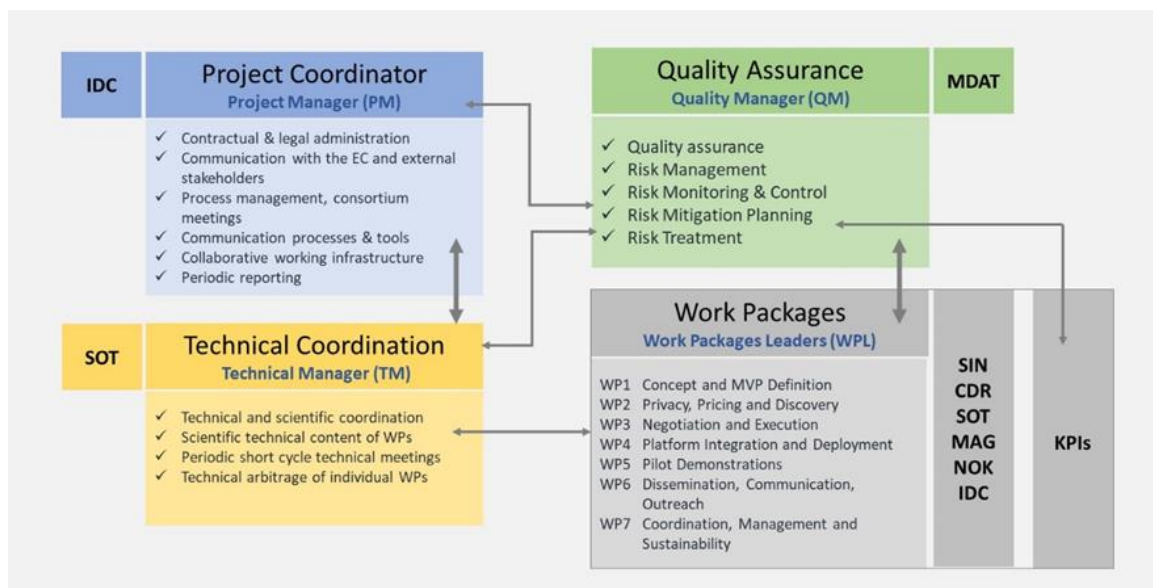 IDC
Project Coordinator
Project Manager (PM)
✓ Contractual & legal administration
✓ Communication with the EC and external
stakeholders
✓ Process management, consortium
meetings
✓ Communication processes & tools
✓ Collaborative working infrastructure
✓ Periodic reporting
Quality Assurance
Quality Manager (QM)
MDAT
✓ Quality assurance
✓ Risk Management
✓ Risk Monitoring & Control
✓ Risk Mitigation Planning
✓ Risk Treatment
SOT
Technical Coordination
Technical Manager (TM)
✓ Technical and scientific coordination
✓ Scientific technical content of WPs
✓ Periodic short cycle technical meetings
✓ Technical arbitrage of individual WPs
Work Packages
Work Packages Leaders (WPL)
WP1 Concept and MVP Definition
WP2 Privacy, Pricing and Discovery
WP3 Negotiation and Execution
WP4 Platform Integration and Deployment
WP5 Pilot Demonstrations
WP6 Dissemination, Communication,
Outreach
WP7 Coordination, Management and
Sustainability
SIN
CDR
SOT
MAG
NOK
IDC
KPIs